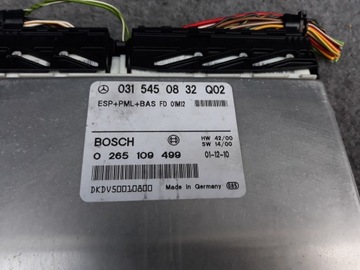 031 545 08 32 Q02
ESP+PML+BAS FD 01M12
BOSCH
HW 42/00
SW 14/00
0 265 109 499
01-12-10
DKDV50010800
Made in Germany